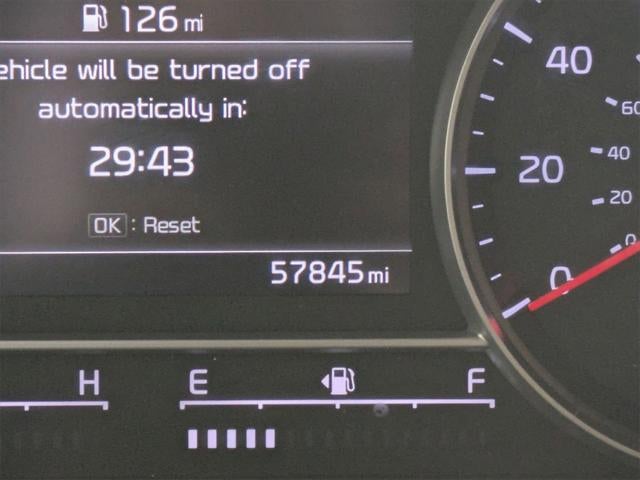 126 mi
ehicle will be turned off
automatically in:
29:43
OK : Reset
57845 mi
40
60
40
20
20
0
0
H
E
F